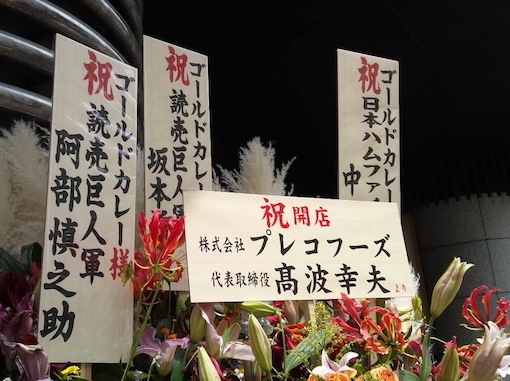 祝
ゴールドカレー様
読売巨人軍
阿部慎之助
祝
ゴールドカレー
読売巨人軍
坂本
祝
ゴールドカレー
日本ハムファイ
中
祝開店
株式会社 プレコフーズ
代表取締役 髙波幸夫 より